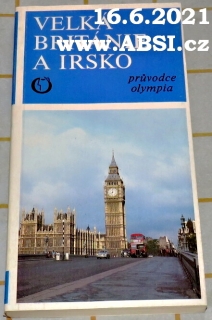 16.6.2021
www.ABSI.cz
VELKÁ
BRITÁNIE
A IRSKO
průvodce
olympia